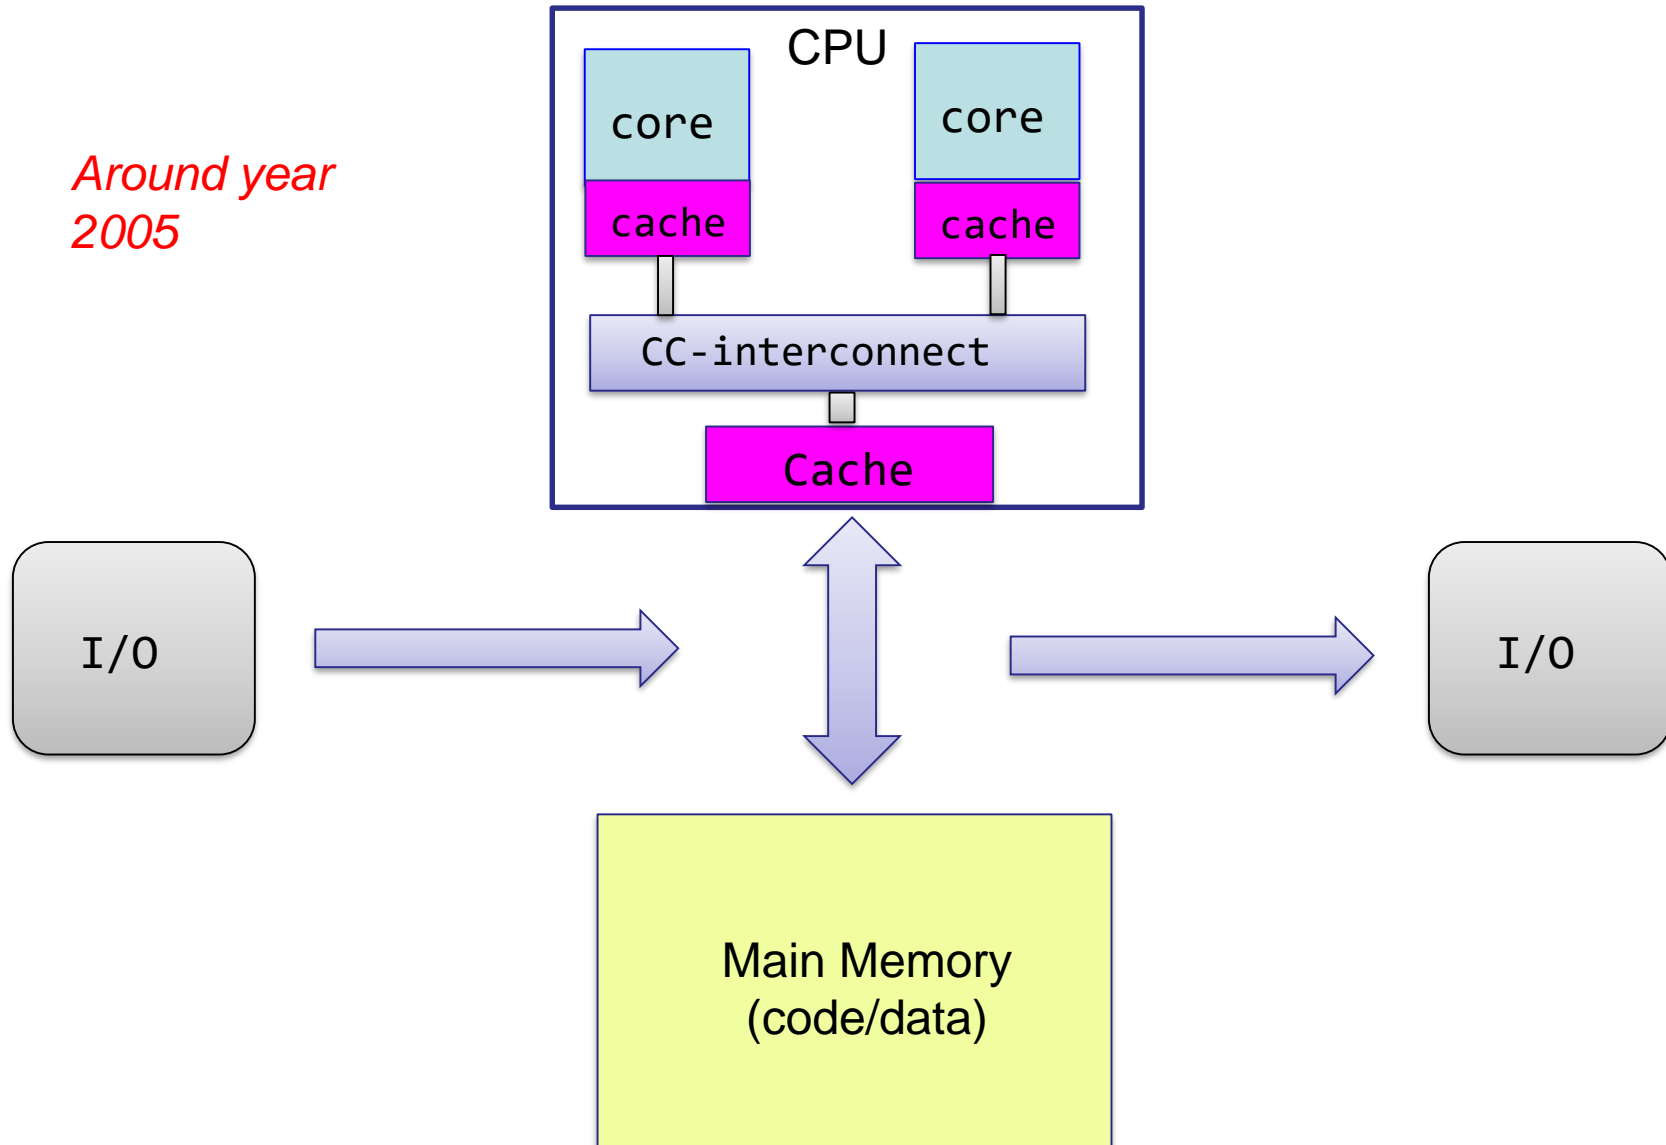 CPU
core
core
Around year
2005
cache
cache
CC-interconnect
Cache
I/O
I/O
Main Memory
(code/data)